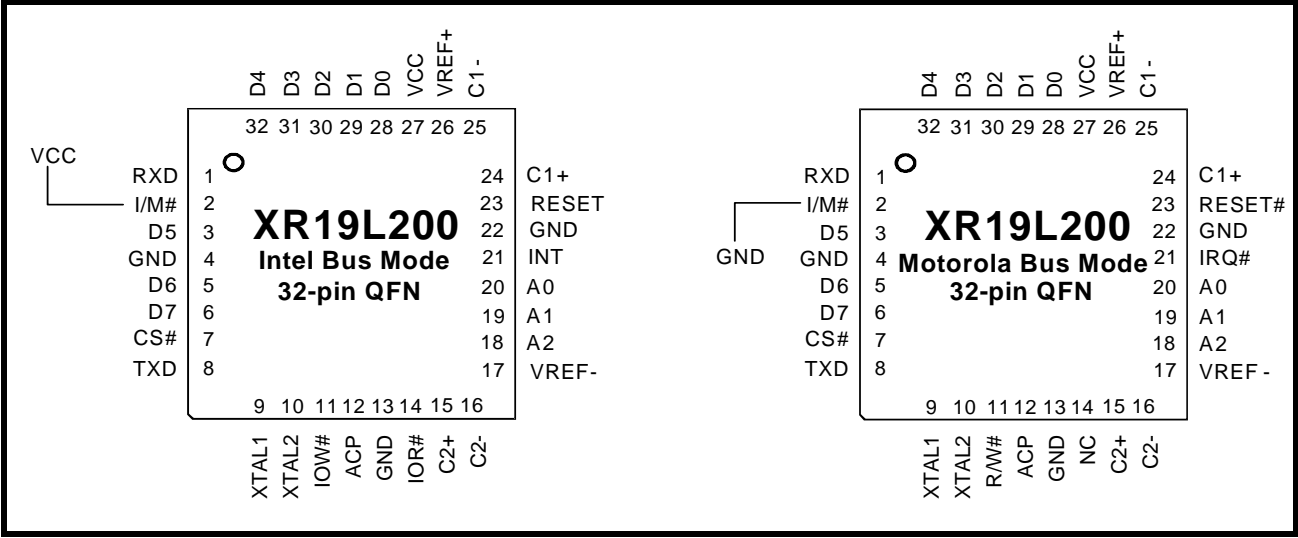 D4 D3 D2 D1 D0 VCC VREF+ C1-
32 31 30 29 28 27 26 25
VCC
RXD 1
I/M# 2
D5 3
GND 4
D6 5
D7 6
CS# 7
TXD 8
XR19L200
Intel Bus Mode
32-pin QFN
24 C1+
23 RESET
22 GND
21 INT
20 A0
19 A1
18 A2
17 VREF-
9 10 11 12 13 14 15 16
XTAL1 XTAL2 IOW# ACP GND IOR# C2+ C2-
D4 D3 D2 D1 D0 VCC VREF+ C1-
32 31 30 29 28 27 26 25
RXD 1
I/M# 2
D5 3
GND
GND 4
D6 5
D7 6
CS# 7
TXD 8
XR19L200
Motorola Bus Mode
32-pin QFN
24 C1+
23 RESET#
22 GND
21 IRQ#
20 A0
19 A1
18 A2
17 VREF-
9 10 11 12 13 14 15 16
XTAL1 XTAL2 R/W# ACP GND NC C2+ C2-